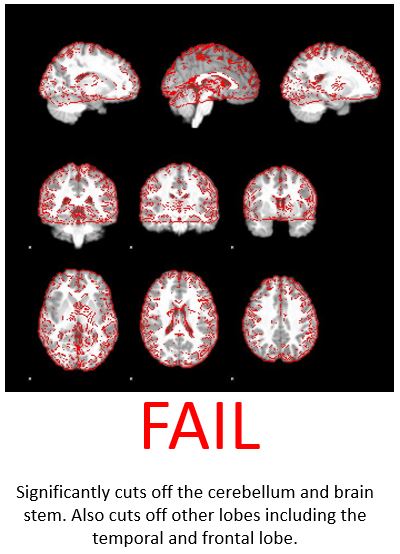 FAIL
Significantly cuts off the cerebellum and brain
stem. Also cuts off other lobes including the
temporal and frontal lobe.